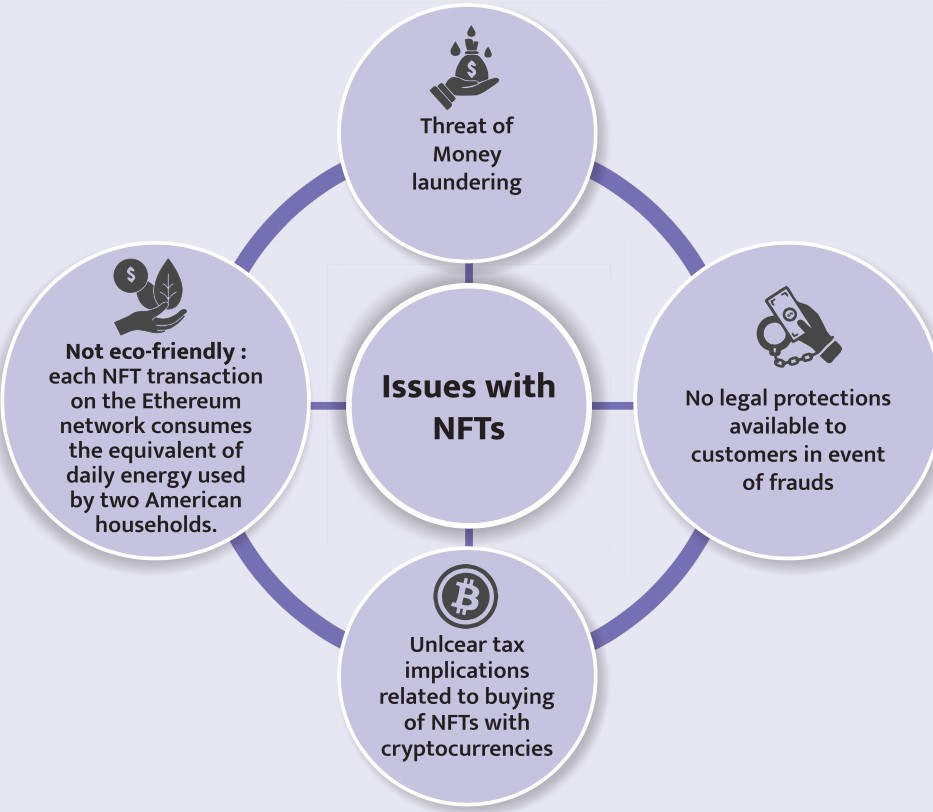 Threat of
Money
laundering
Not eco-friendly :
each NFT transaction
on the Ethereum
network consumes
the equivalent of
daily energy used
by two American
households.
Issues with
NFTs
No legal protections
available to
customers in event
of frauds
Unlcear tax
implications
related to buying
of NFTs with
cryptocurrencies